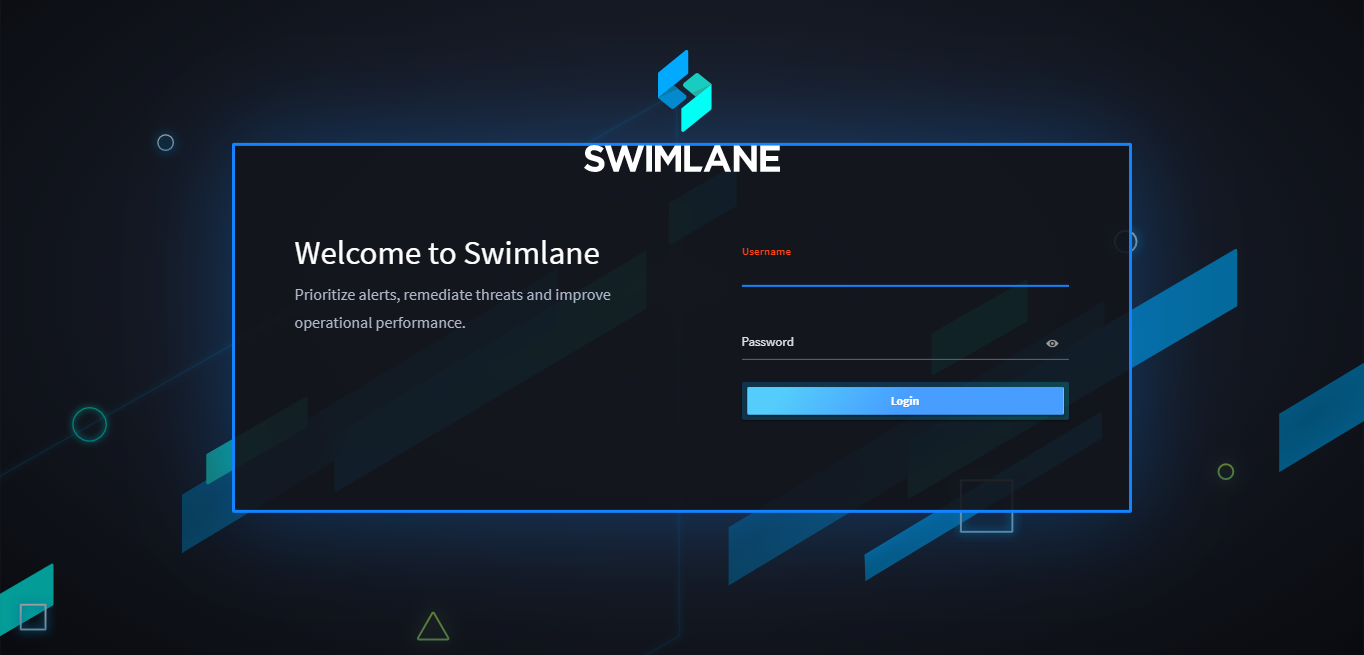 SWIMLANE
Welcome to Swimlane
Prioritize alerts, remediate threats and improve
operational performance.
Username
Password
Login